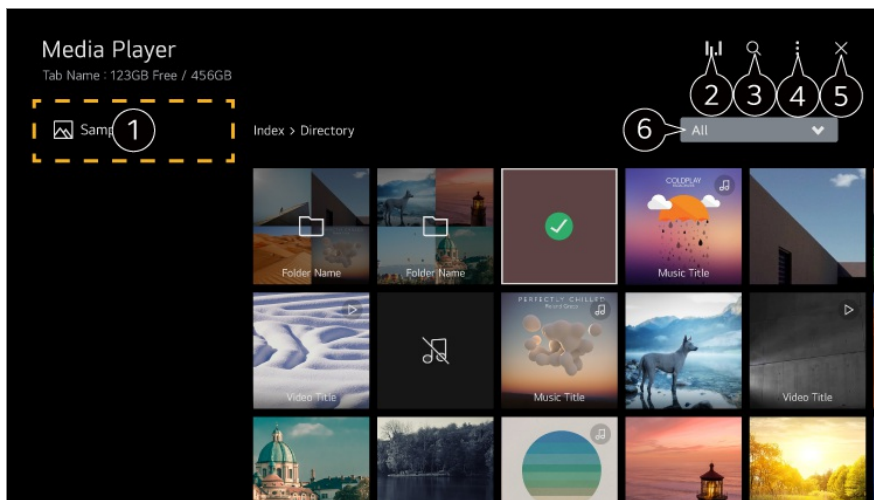 Media Player
Tab Name : 123GB Free / 456GB
2
3
4
5
1
Index > Directory
6
All
Folder Name
Folder Name
COLDPLAY
Music Title
Video Title
PERFECTLY CHILLED
Music Title
Video Title